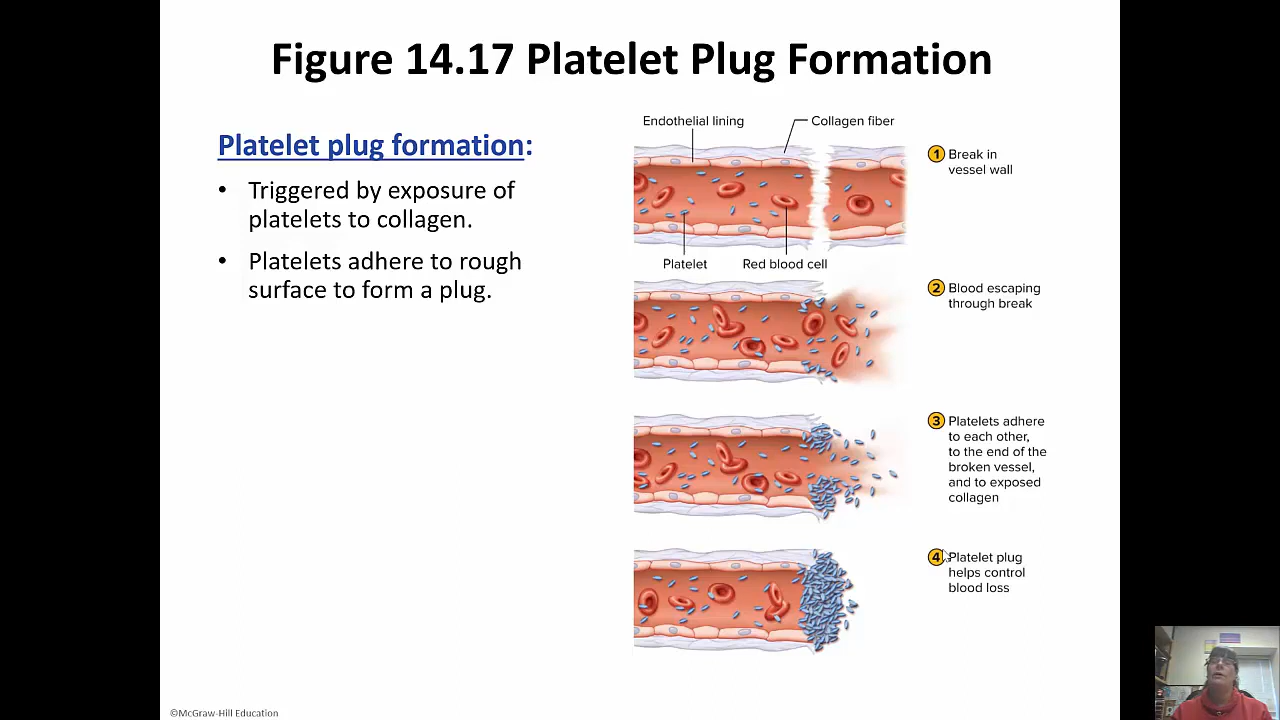 Figure 14.17 Platelet Plug Formation
Platelet plug formation:
• Triggered by exposure of
platelets to collagen.
• Platelets adhere to rough
surface to form a plug.
Endothelial lining
Collagen fiber
Platelet
Red blood cell
1 Break in
vessel wall
2 Blood escaping
through break
3 Platelets adhere
to each other,
to the end of the
broken vessel,
and to exposed
collagen
4 Platelet plug
helps control
blood loss
©McGraw-Hill Education